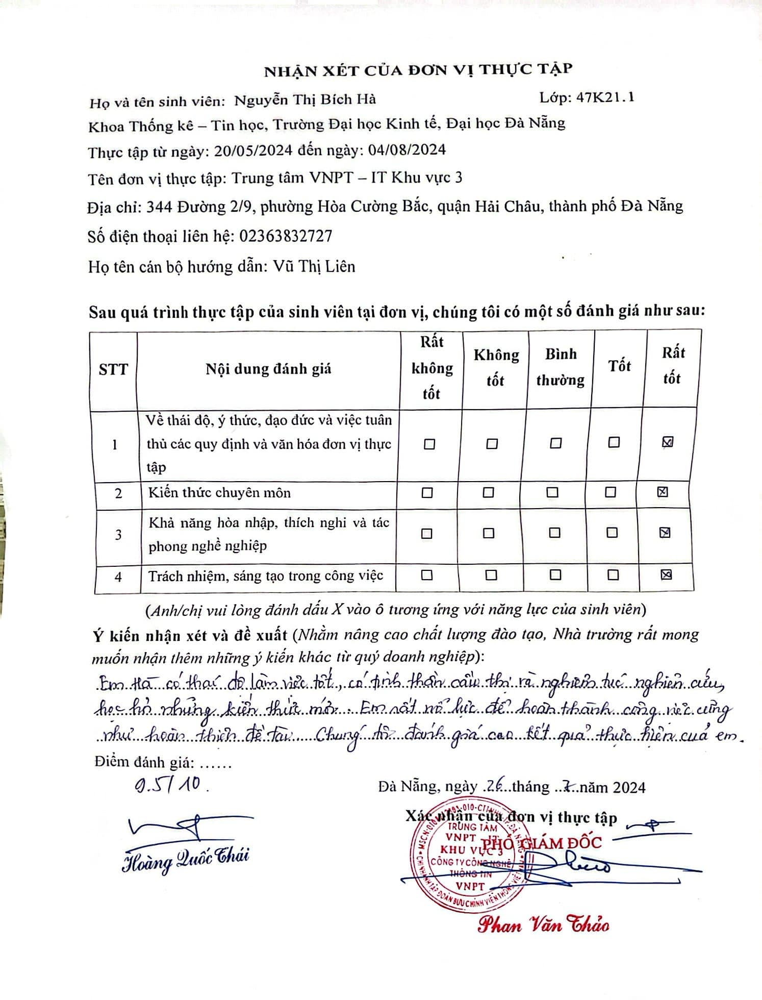 NHẬN XÉT CỦA ĐƠN VỊ THỰC TẬP
Họ và tên sinh viên: Nguyễn Thị Bích Hà Lớp: 47K21.1
Khoa Thống kê – Tin học, Trường Đại học Kinh tế, Đại học Đà Nẵng
Thực tập từ ngày: 20/05/2024 đến ngày: 04/08/2024
Tên đơn vị thực tập: Trung tâm VNPT – IT Khu vực 3
Địa chỉ: 344 Đường 2/9, phường Hòa Cường Bắc, quận Hải Châu, thành phố Đà Nẵng
Số điện thoại liên hệ: 02363832727
Họ tên cán bộ hướng dẫn: Vũ Thị Liên
Sau quá trình thực tập của sinh viên tại đơn vị, chúng tôi có một số đánh giá như sau:
STT Nội dung đánh giá Rất không tốt Không tốt Bình thường Tốt Rất tốt
1 Về thái độ, ý thức, đạo đức và việc tuân
thủ các quy định và văn hóa đơn vị thực
tập
☐ ☐ ☐ ☐ ☒
2 Kiến thức chuyên môn ☐ ☐ ☐ ☐ ☒
3 Khả năng hòa nhập, thích nghi và tác
phong nghề nghiệp
☐ ☐ ☐ ☐ ☒
4 Trách nhiệm, sáng tạo trong công việc ☐ ☐ ☐ ☐ ☒
(Anh/chị vui lòng đánh dấu X vào ô tương ứng với năng lực của sinh viên)
Ý kiến nhận xét và đề xuất (Nhằm nâng cao chất lượng đào tạo, Nhà trường rất mong
muốn nhận thêm những ý kiến khác từ quý doanh nghiệp):
Em Hà có thái độ làm việc tốt, có tinh thần cầu thị và nghiêm túc nghiên cứu,
học hỏi những kiến thức mới. Em rất nỗ lực để hoàn thành công việc cũng
như hoàn thiện đề tài. Chúng tôi đánh giá cao kết quả thực hiện của em.
Điểm đánh giá: ......
9.5/10.
Đà Nẵng, ngày 26 tháng 7 năm 2024
Xác nhận của đơn vị thực tập
PHÓ GIÁM ĐỐC
TRUNG TÂM
VNPT - IT
KHU VỰC 3
CÔNG TY CÔNG NGHỆ
THÔNG TIN
VNPT
Hoàng Quốc Thái
Phan Văn Thảo